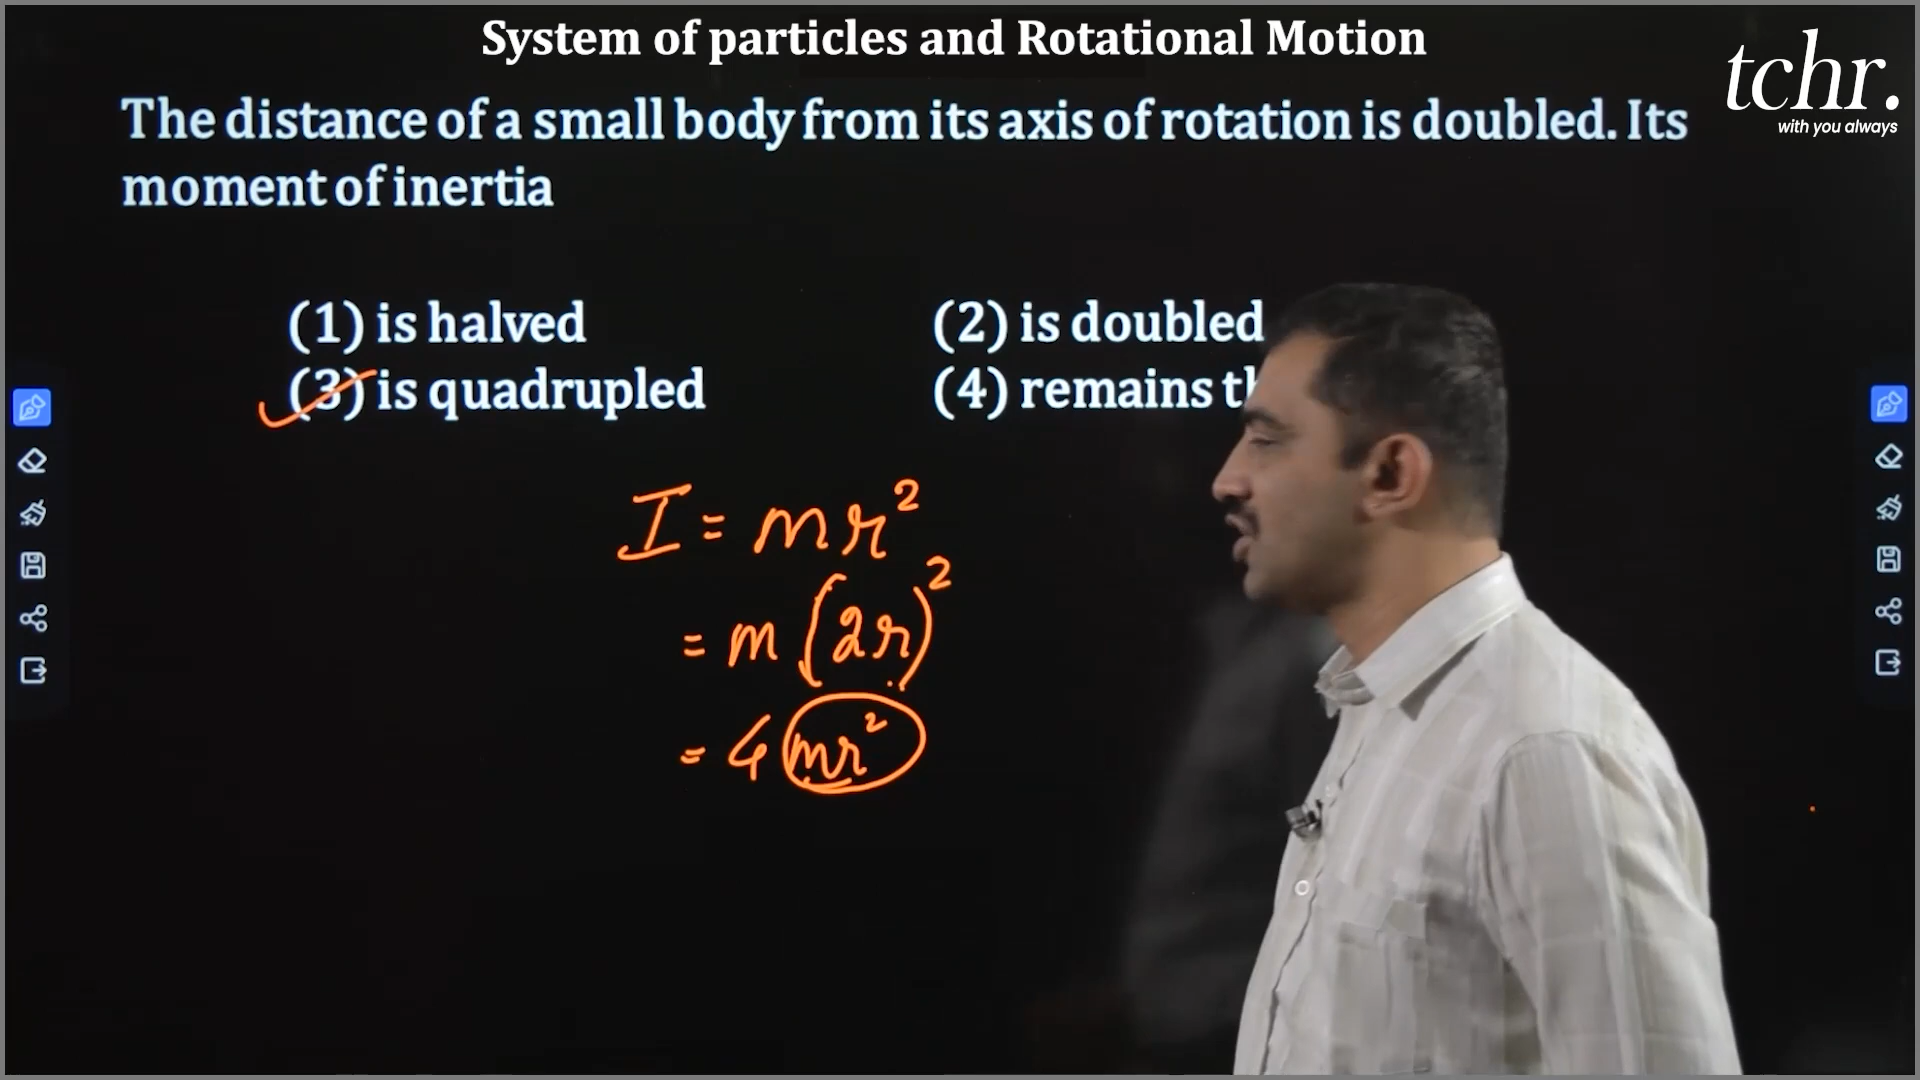 System of particles and Rotational Motion
tchr.
with you always
The distance of a small body from its axis of rotation is doubled. Its
moment of inertia
(1) is halved
(2) is doubled
(3) is quadrupled
(4) remains
I = mr²
= m (2r)²
= 4 mr²